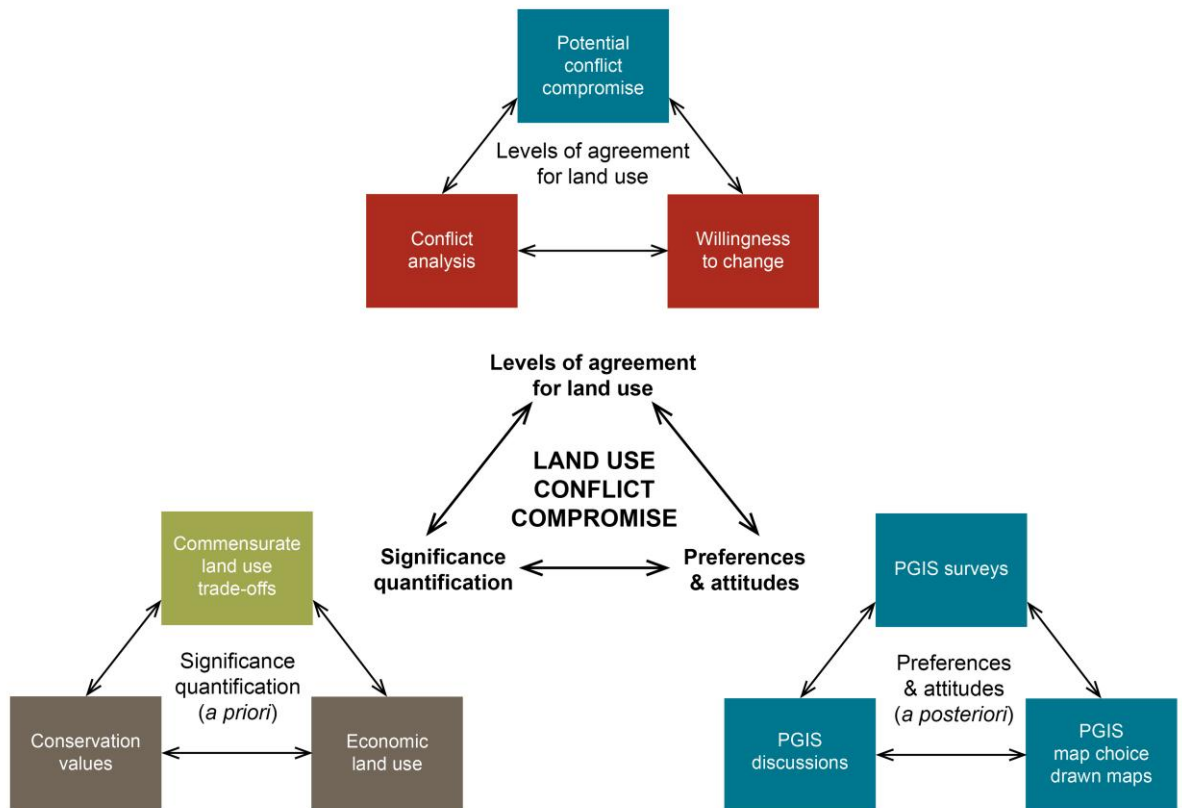 Potential
conflict
compromise
Levels of agreement
for land use
Conflict
analysis
Willingness
to change
Levels of agreement
for land use
LAND USE
CONFLICT
COMPROMISE
Significance
quantification
Preferences
& attitudes
Commensurate
land use
trade-offs
Significance
quantification
(a priori)
Conservation
values
Economic
land use
PGIS surveys
Preferences
& attitudes
(a posteriori)
PGIS
discussions
PGIS
map choice
drawn maps